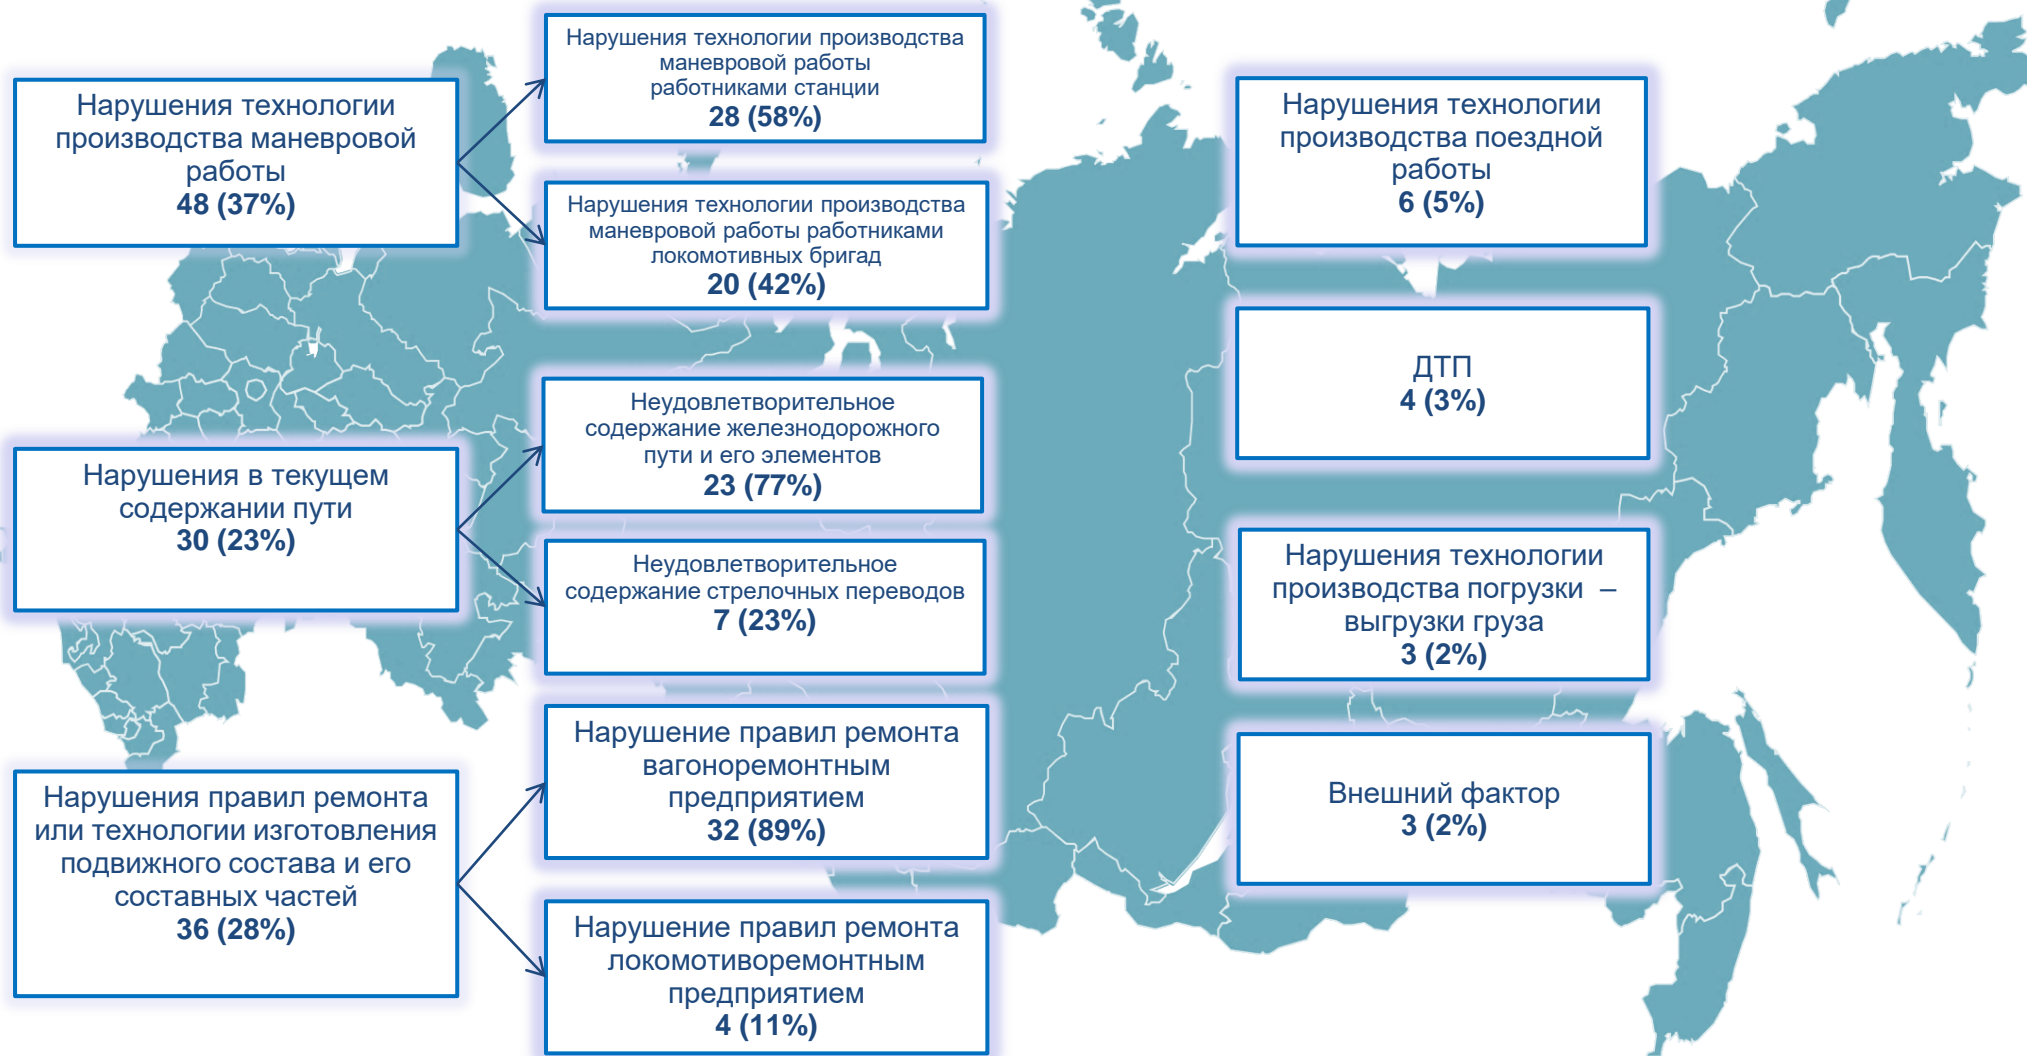 Нарушения технологии
производства маневровой
работы
48 (37%)
Нарушения технологии производства
маневровой работы
работниками станции
28 (58%)
Нарушения технологии производства
маневровой работы работниками
локомотивных бригад
20 (42%)
Нарушения в текущем
содержании пути
30 (23%)
Неудовлетворительное
содержание железнодорожного
пути и его элементов
23 (77%)
Неудовлетворительное
содержание стрелочных переводов
7 (23%)
Нарушения правил ремонта
или технологии изготовления
подвижного состава и его
составных частей
36 (28%)
Нарушение правил ремонта
вагоноремонтным
предприятием
32 (89%)
Нарушение правил ремонта
локомотиворемонтным
предприятием
4 (11%)
Нарушения технологии
производства поездной
работы
6 (5%)
ДТП
4 (3%)
Нарушения технологии
производства погрузки –
выгрузки груза
3 (2%)
Внешний фактор
3 (2%)